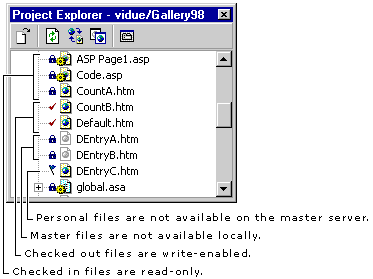 Project Explorer - vidue/Gallery98
ASP Page1.asp
Code.asp
CountA.htm
CountB.htm
Default.htm
DEntryA.htm
DEntryB.htm
DEntryC.htm
global.asa
Personal files are not available on the master server.
Master files are not available locally.
Checked out files are write-enabled.
Checked in files are read-only.